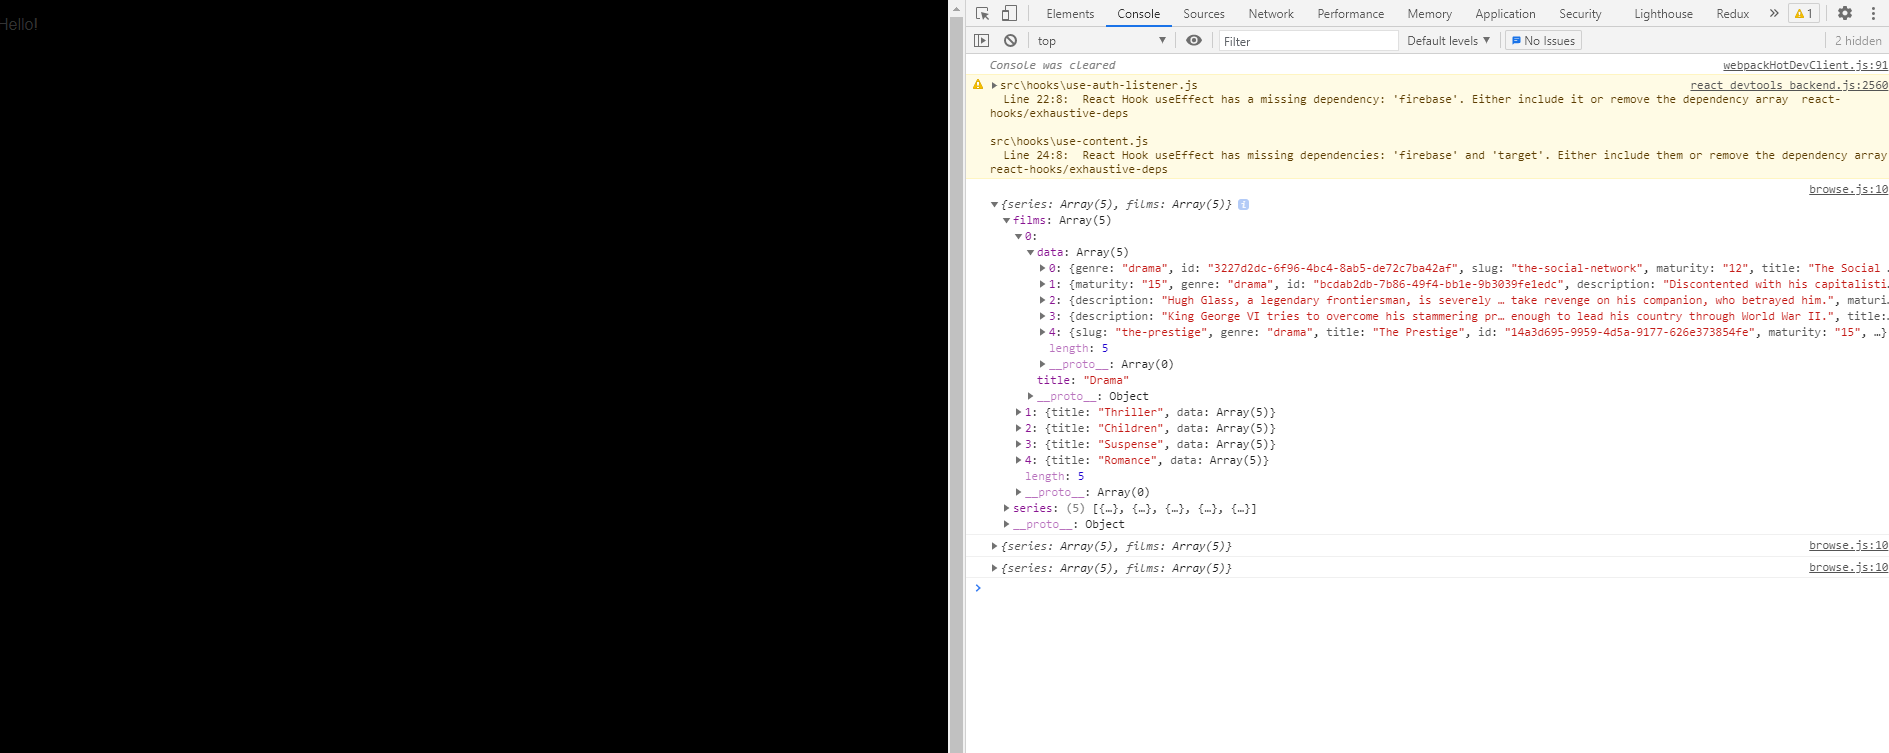 Hello!
Elements Console Sources Network Performance Memory Application Security Lighthouse Redux » 1
top Filter Default levels No Issues 2 hidden
Console was cleared webpackHotDevClient.js:91
src\hooks\use-auth-listener.js react_devtools_backend.js:2560
Line 22:8: React Hook useEffect has a missing dependency: 'firebase'. Either include it or remove the dependency array react-
hooks/exhaustive-deps
src\hooks\use-content.js
Line 24:8: React Hook useEffect has missing dependencies: 'firebase' and 'target'. Either include them or remove the dependency array
react-hooks/exhaustive-deps
browse.js:10
{series: Array(5), films: Array(5)} i
films: Array(5)
0:
data: Array(5)
0: {genre: "drama", id: "3227d2dc-6f96-4bc4-8ab5-de72c7ba42af", slug: "the-social-network", maturity: "12", title: "The Social …
1: {maturity: "15", genre: "drama", id: "bcdab2db-7b86-49f4-bb1e-9b3039fe1edc", description: "Discontented with his capitalisti…
2: {description: "Hugh Glass, a legendary frontiersman, is severely … take revenge on his companion, who betrayed him.", maturi…
3: {description: "King George VI tries to overcome his stammering pr… enough to lead his country through World War II.", title:…
4: {slug: "the-prestige", genre: "drama", title: "The Prestige", id: "14a3d695-9959-4d5a-9177-626e373854fe", maturity: "15", …}
length: 5
__proto__: Array(0)
title: "Drama"
__proto__: Object
1: {title: "Thriller", data: Array(5)}
2: {title: "Children", data: Array(5)}
3: {title: "Suspense", data: Array(5)}
4: {title: "Romance", data: Array(5)}
length: 5
__proto__: Array(0)
series: (5) [{…}, {…}, {…}, {…}, {…}]
__proto__: Object
{series: Array(5), films: Array(5)} browse.js:10
{series: Array(5), films: Array(5)} browse.js:10